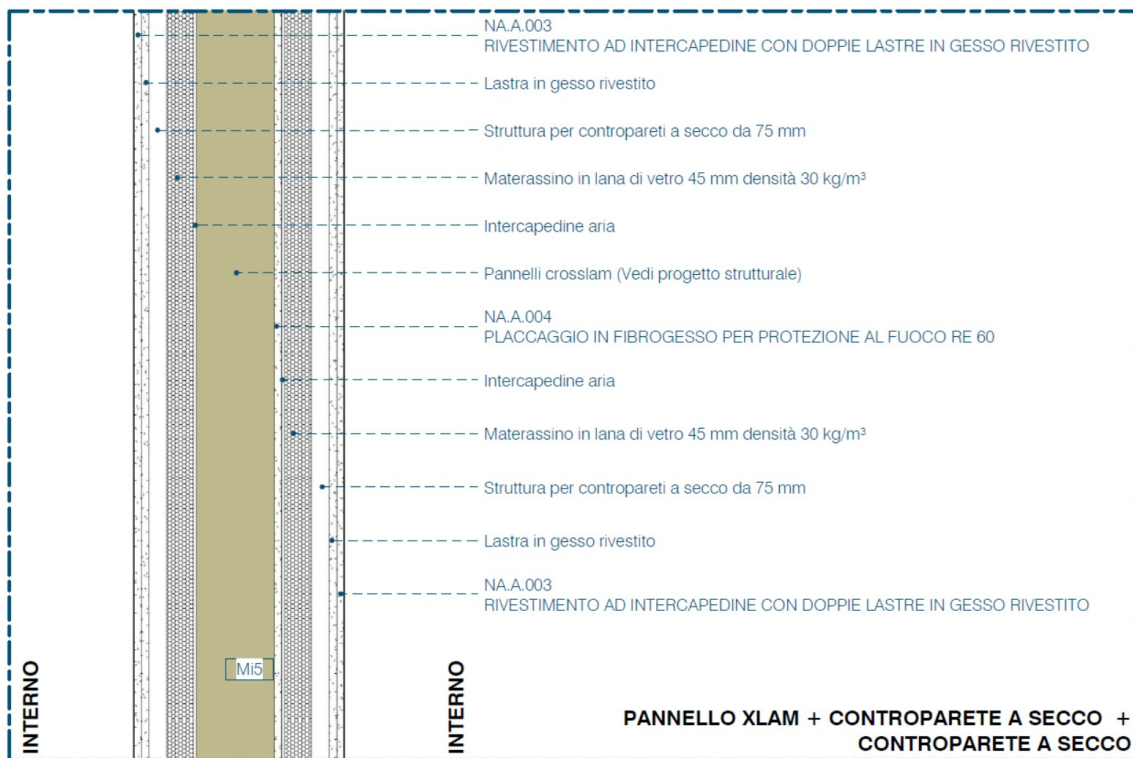 NA.A.003
RIVESTIMENTO AD INTERCAPEDINE CON DOPPIE LASTRE IN GESSO RIVESTITO
Lastra in gesso rivestito
Struttura per contropareti a secco da 75 mm
Materassino in lana di vetro 45 mm densità 30 kg/m³
Intercapedine aria
Pannelli crosslam (Vedi progetto strutturale)
NA.A.004
PLACCAGGIO IN FIBROGESSO PER PROTEZIONE AL FUOCO RE 60
Intercapedine aria
Materassino in lana di vetro 45 mm densità 30 kg/m³
Struttura per contropareti a secco da 75 mm
Lastra in gesso rivestito
NA.A.003
RIVESTIMENTO AD INTERCAPEDINE CON DOPPIE LASTRE IN GESSO RIVESTITO
Mi5
INTERNO
INTERNO
PANNELLO XLAM + CONTROPARETE A SECCO +
CONTROPARETE A SECCO